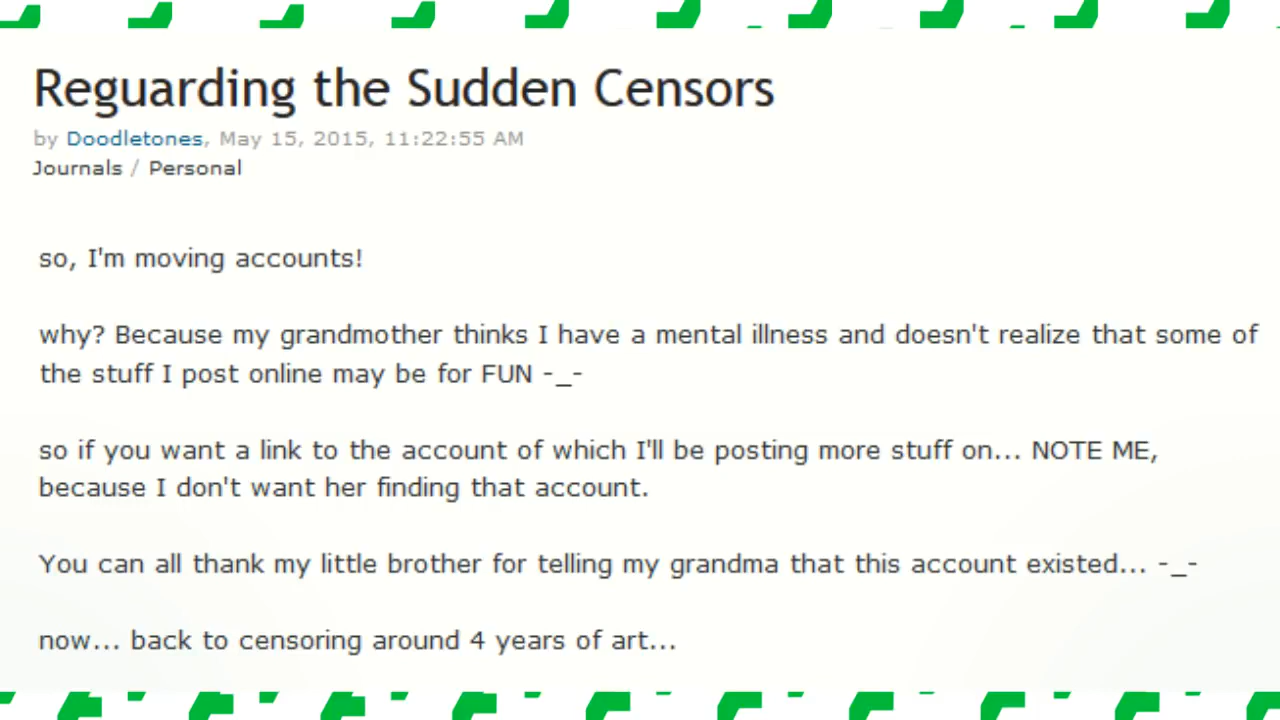 Reguarding the Sudden Censors
by Doodletones, May 15, 2015, 11:22:55 AM
Journals / Personal
so, I'm moving accounts!
why? Because my grandmother thinks I have a mental illness and doesn't realize that some of
the stuff I post online may be for FUN -_-
so if you want a link to the account of which I'll be posting more stuff on... NOTE ME,
because I don't want her finding that account.
You can all thank my little brother for telling my grandma that this account existed... -_-
now... back to censoring around 4 years of art...